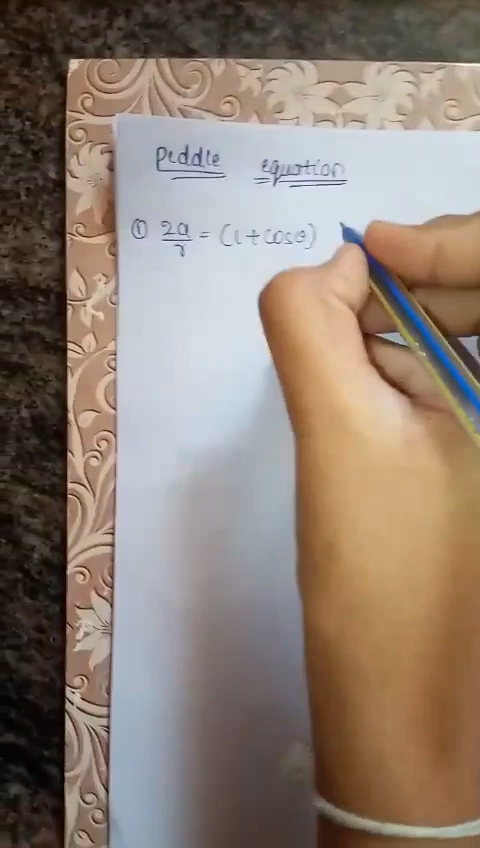 Peddle equation
① 2a/r = (1+cosθ)